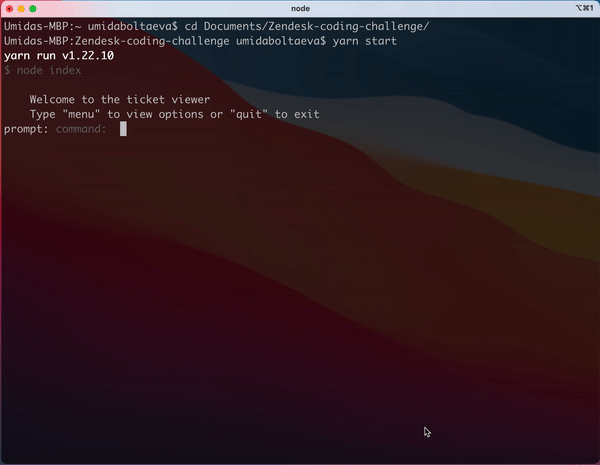 node
⌥⌘1
Umidas-MBP:~ umidaboltaeva$ cd Documents/Zendesk-coding-challenge/
Umidas-MBP:Zendesk-coding-challenge umidaboltaeva$ yarn start
yarn run v1.22.10
$ node index
Welcome to the ticket viewer
Type "menu" to view options or "quit" to exit
prompt: command: